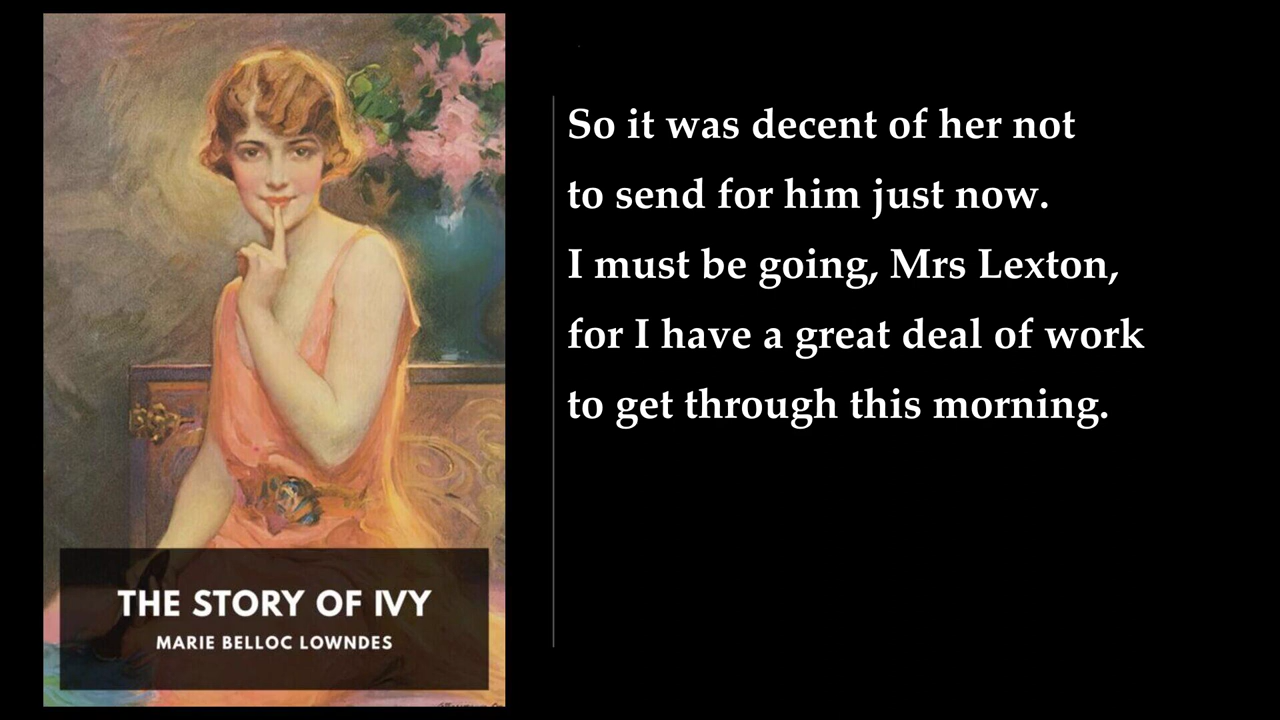 THE STORY OF IVY
MARIE BELLOC LOWNDES
So it was decent of her not
to send for him just now.
I must be going, Mrs Lexton,
for I have a great deal of work
to get through this morning.